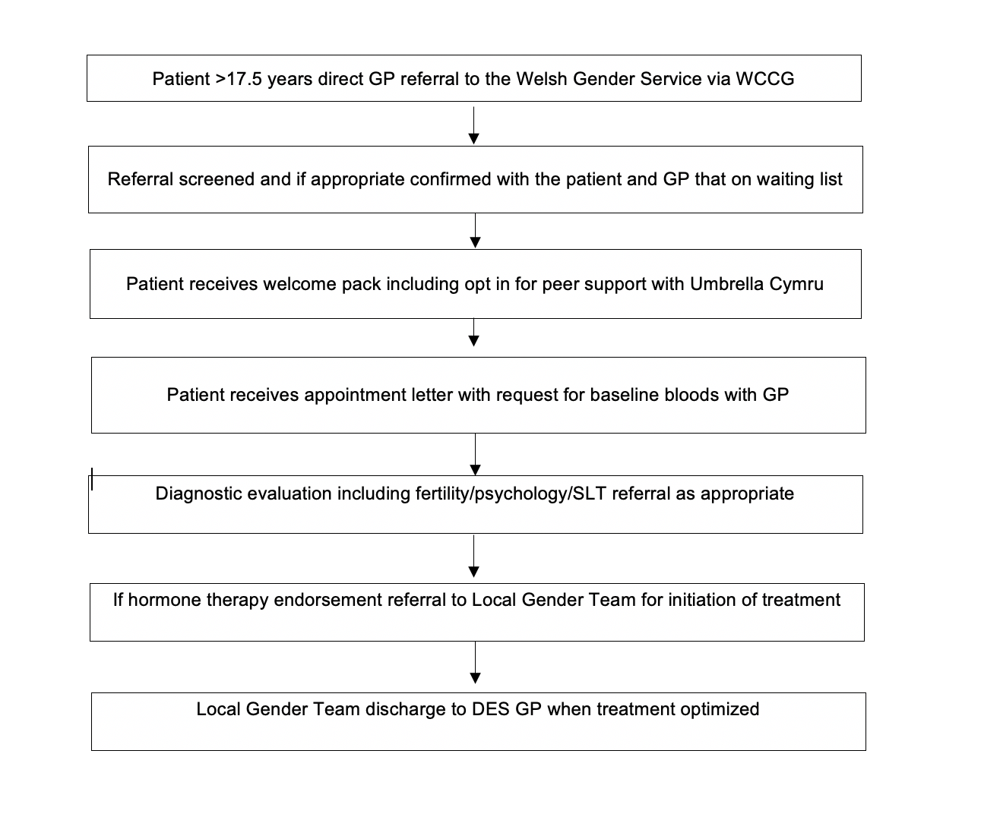 Patient >17.5 years direct GP referral to the Welsh Gender Service via WCCG
Referral screened and if appropriate confirmed with the patient and GP that on waiting list
Patient receives welcome pack including opt in for peer support with Umbrella Cymru
Patient receives appointment letter with request for baseline bloods with GP
Diagnostic evaluation including fertility/psychology/SLT referral as appropriate
If hormone therapy endorsement referral to Local Gender Team for initiation of treatment
Local Gender Team discharge to DES GP when treatment optimized